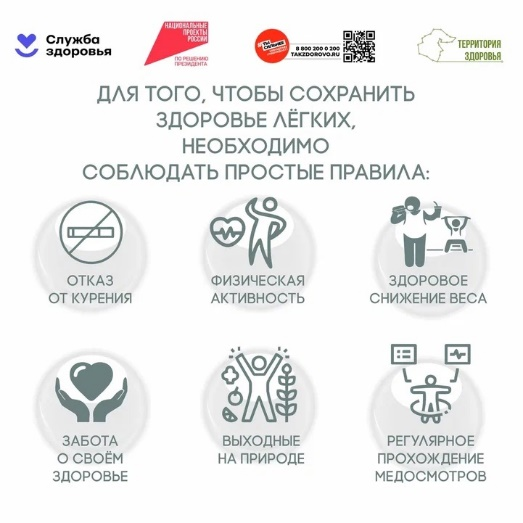 Служба
здоровья
НАЦИОНАЛЬНЫЕ
ПРОЕКТЫ
РОССИИ
ПО РЕШЕНИЮ
ПРЕЗИДЕНТА
8 800 200 0 200
TAKZDOROVO.RU
ТЕРРИТОРИЯ
ЗДОРОВЬЯ
ДЛЯ ТОГО, ЧТОБЫ СОХРАНИТЬ
ЗДОРОВЬЕ ЛЁГКИХ,
НЕОБХОДИМО
СОБЛЮДАТЬ ПРОСТЫЕ ПРАВИЛА:
ОТКАЗ
ОТ КУРЕНИЯ
ФИЗИЧЕСКАЯ
АКТИВНОСТЬ
ЗДОРОВОЕ
СНИЖЕНИЕ ВЕСА
ЗАБОТА
О СВОЁМ
ЗДОРОВЬЕ
ВЫХОДНЫЕ
НА ПРИРОДЕ
РЕГУЛЯРНОЕ
ПРОХОЖДЕНИЕ
МЕДОСМОТРОВ